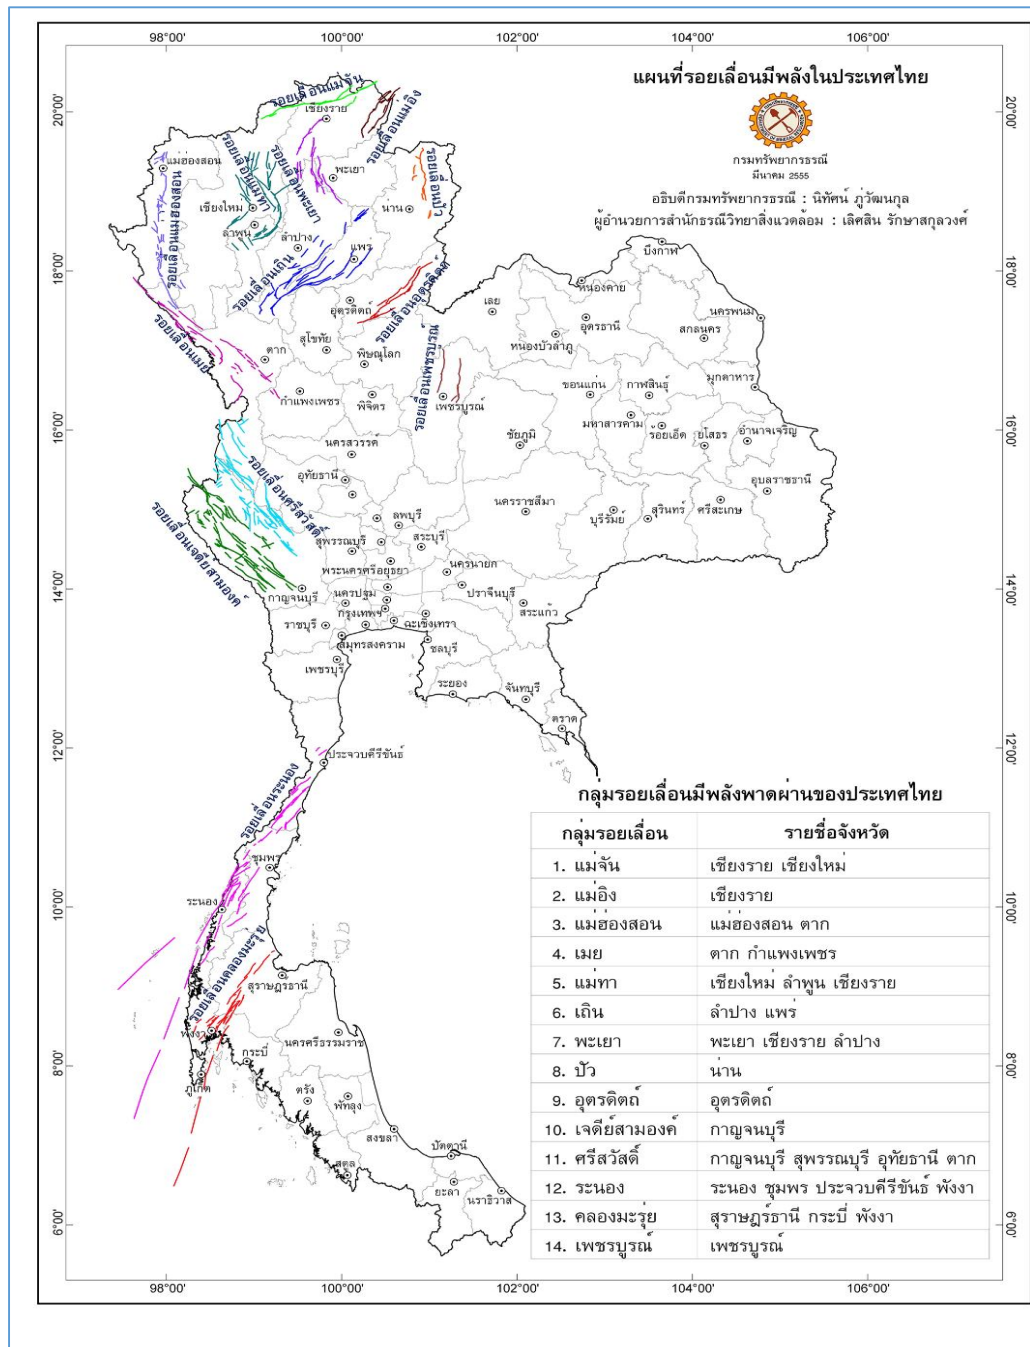 98°00' 100°00' 102°00' 104°00' 106°00'
แผนที่รอยเลื่อนมีพลังในประเทศไทย
กรมทรัพยากรธรณี
มีนาคม 2555
อธิบดีกรมทรัพยากรธรณี : นิทัศน์ ภู่วัฒนกุล
ผู้อำนวยการสำนักธรณีวิทยาสิ่งแวดล้อม : เลิศสิน รักษาสกุลวงศ์
20°00' 20°00'
18°00' 18°00'
16°00' 16°00'
14°00' 14°00'
12°00' 12°00'
10°00' 10°00'
8°00' 8°00'
6°00' 6°00'
รอยเลื่อนแม่จัน
เชียงราย
รอยเลื่อนแม่อิง
แม่ฮ่องสอน
รอยเลื่อนแม่ฮ่องสอน
รอยเลื่อนแม่ทา
รอยเลื่อนพะเยา
พะเยา
รอยเลื่อนปัว
เชียงใหม่
น่าน
ลำพูน
ลำปาง
แพร่
รอยเลื่อนเถิน
รอยเลื่อนอุตรดิตถ์
อุตรดิตถ์
รอยเลื่อนเมย
ตาก
สุโขทัย
พิษณุโลก
รอยเลื่อนเพชรบูรณ์
กำแพงเพชร
พิจิตร
เพชรบูรณ์
เลย
บึงกาฬ
หนองคาย
อุดรธานี
หนองบัวลำภู
นครพนม
สกลนคร
ขอนแก่น
กาฬสินธุ์
มุกดาหาร
มหาสารคาม
ร้อยเอ็ด
ยโสธร
อำนาจเจริญ
ชัยภูมิ
นครสวรรค์
อุทัยธานี
รอยเลื่อนศรีสวัสดิ์
รอยเลื่อนเจดีย์สามองค์
นครราชสีมา
บุรีรัมย์
สุรินทร์
ศรีสะเกษ
อุบลราชธานี
ลพบุรี
สุพรรณบุรี
สระบุรี
พระนครศรีอยุธยา
นครนายก
กาญจนบุรี
นครปฐม
ปราจีนบุรี
กรุงเทพฯ
ฉะเชิงเทรา
สระแก้ว
ราชบุรี
สมุทรสงคราม
ชลบุรี
เพชรบุรี
ระยอง
จันทบุรี
ตราด
ประจวบคีรีขันธ์
รอยเลื่อนระนอง
ชุมพร
ระนอง
รอยเลื่อนคลองมะรุ่ย
สุราษฎร์ธานี
พังงา
นครศรีธรรมราช
กระบี่
ภูเก็ต
ตรัง
พัทลุง
สงขลา
ปัตตานี
สตูล
ยะลา
นราธิวาส
กลุ่มรอยเลื่อนมีพลังพาดผ่านของประเทศไทย
กลุ่มรอยเลื่อน รายชื่อจังหวัด
1. แม่จัน เชียงราย เชียงใหม่
2. แม่อิง เชียงราย
3. แม่ฮ่องสอน แม่ฮ่องสอน ตาก
4. เมย ตาก กำแพงเพชร
5. แม่ทา เชียงใหม่ ลำพูน เชียงราย
6. เถิน ลำปาง แพร่
7. พะเยา พะเยา เชียงราย ลำปาง
8. ปัว น่าน
9. อุตรดิตถ์ อุตรดิตถ์
10. เจดีย์สามองค์ กาญจนบุรี
11. ศรีสวัสดิ์ กาญจนบุรี สุพรรณบุรี อุทัยธานี ตาก
12. ระนอง ระนอง ชุมพร ประจวบคีรีขันธ์ พังงา
13. คลองมะรุ่ย สุราษฎร์ธานี กระบี่ พังงา
14. เพชรบูรณ์ เพชรบูรณ์
98°00' 100°00' 102°00' 104°00' 106°00'